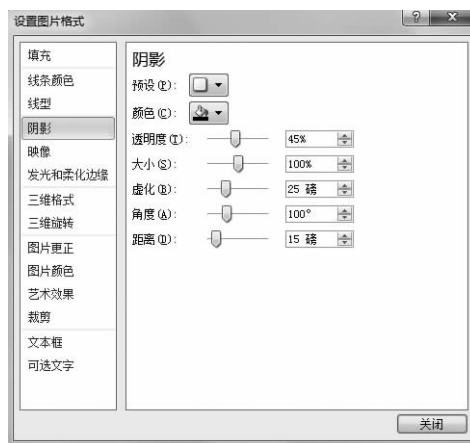 设置图片格式
填充
线条颜色
线型
阴影
映像
发光和柔化边缘
三维格式
三维旋转
图片更正
图片颜色
艺术效果
裁剪
文本框
可选文字
阴影
预设(P):
颜色(C):
透明度(T): 45%
大小(S): 100%
虚化(B): 25 磅
角度(A): 100°
距离(D): 15 磅
关闭